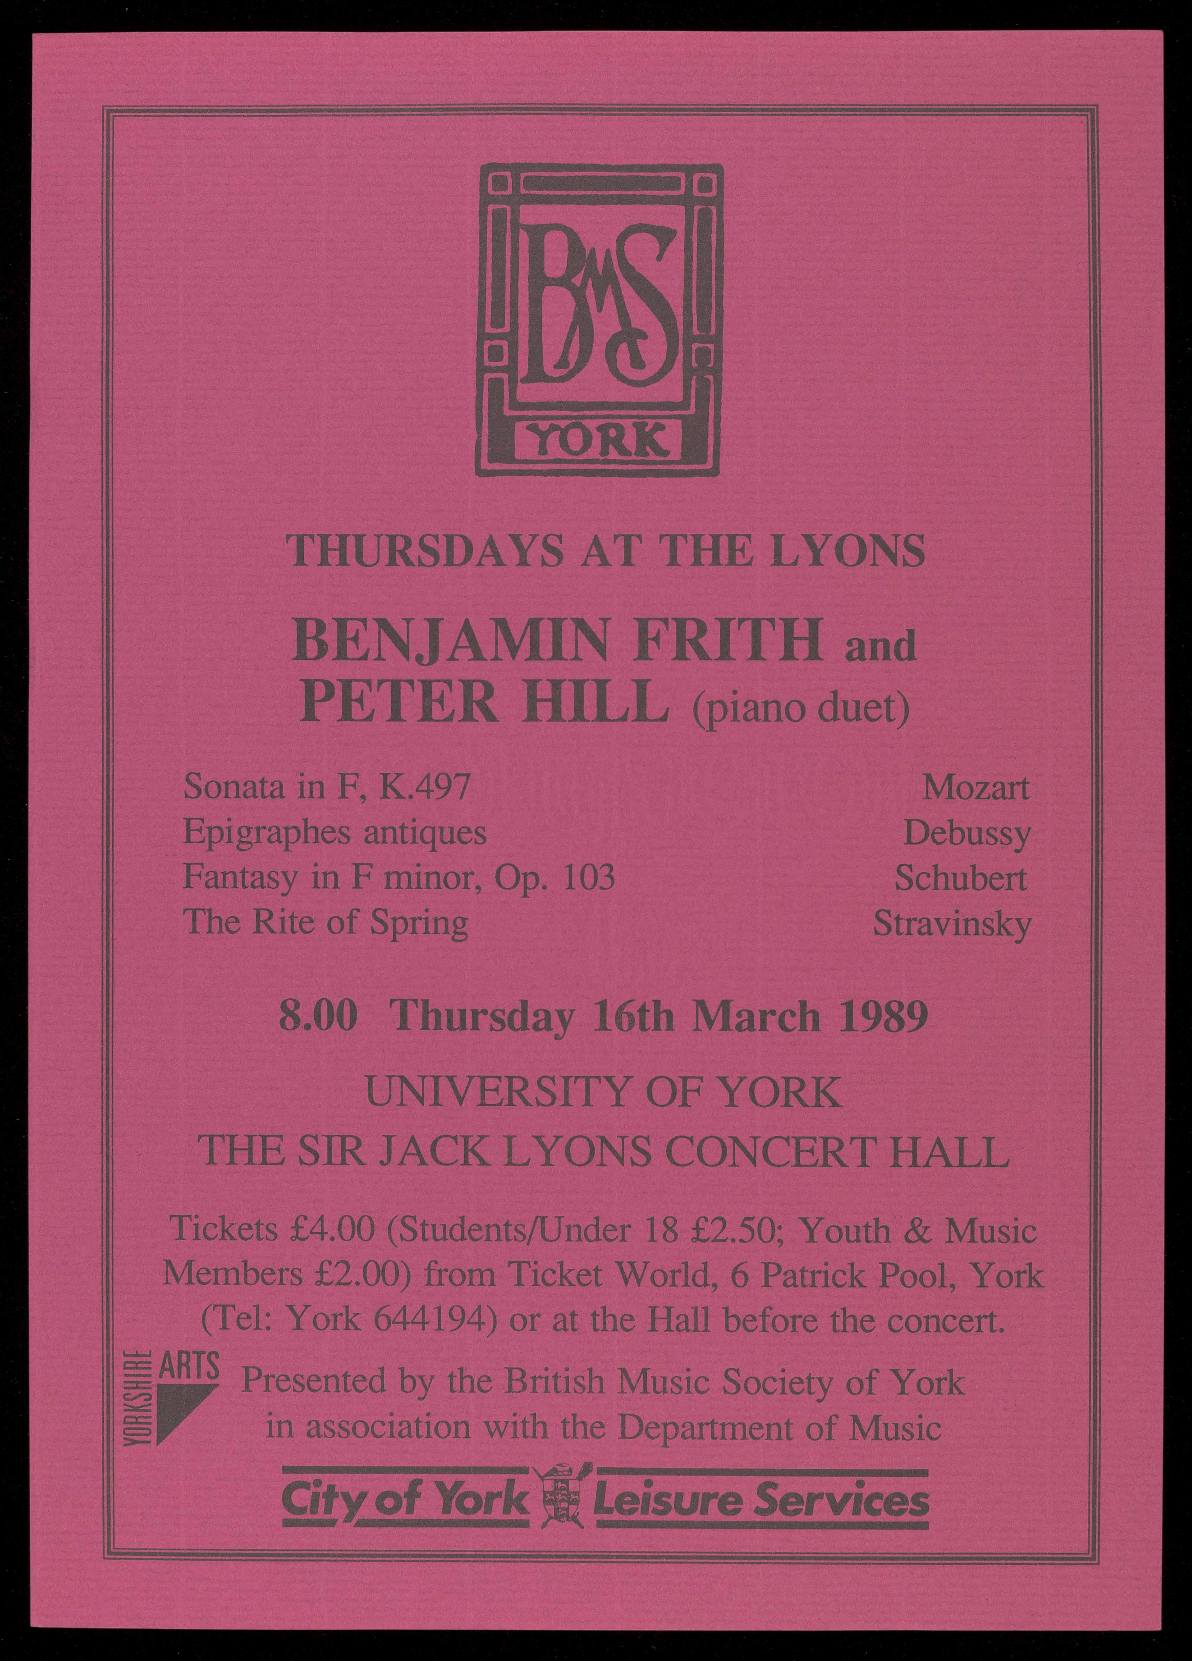 BMS
YORK
THURSDAYS AT THE LYONS
BENJAMIN FRITH and
PETER HILL (piano duet)
Sonata in F, K.497 Mozart
Epigraphes antiques Debussy
Fantasy in F minor, Op. 103 Schubert
The Rite of Spring Stravinsky
8.00 Thursday 16th March 1989
UNIVERSITY OF YORK
THE SIR JACK LYONS CONCERT HALL
Tickets £4.00 (Students/Under 18 £2.50; Youth & Music
Members £2.00) from Ticket World, 6 Patrick Pool, York
(Tel: York 644194) or at the Hall before the concert.
YORKSHIRE ARTS
Presented by the British Music Society of York
in association with the Department of Music
City of York Leisure Services